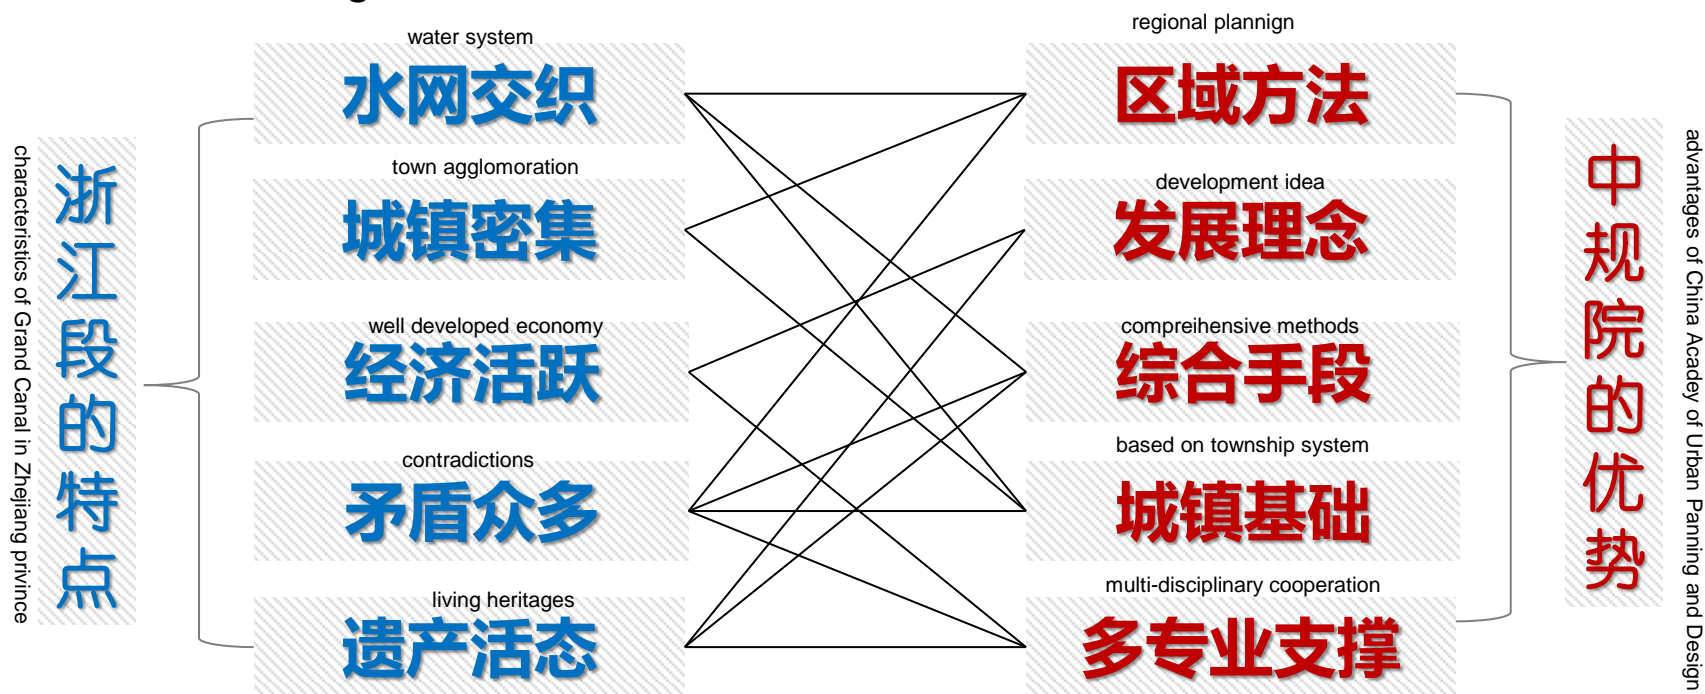 characteristics of Grand Canal in Zhejiang privince
浙江段的特点
water system
水网交织
town agglomoration
城镇密集
well developed economy
经济活跃
contradictions
矛盾众多
living heritages
遗产活态
regional plannign
区域方法
development idea
发展理念
compreihensive methods
综合手段
based on township system
城镇基础
multi-disciplinary cooperation
多专业支撑
中规院的优势
advantages of China Acadey of Urban Panning and Design